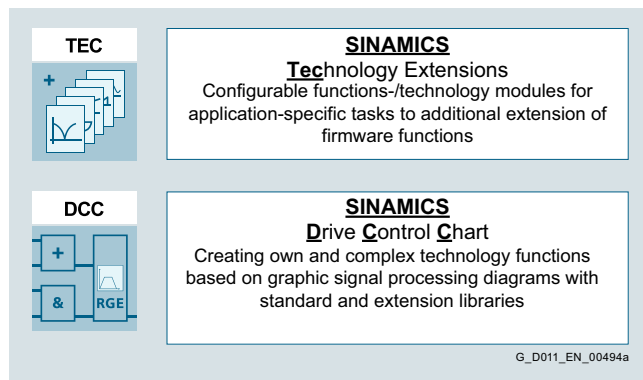 TEC
+
SINAMICS
Technology Extensions
Configurable functions-/technology modules for
application-specific tasks to additional extension of
firmware functions
DCC
+
&
RGE
SINAMICS
Drive Control Chart
Creating own and complex technology functions
based on graphic signal processing diagrams with
standard and extension libraries
G_D011_EN_00494a